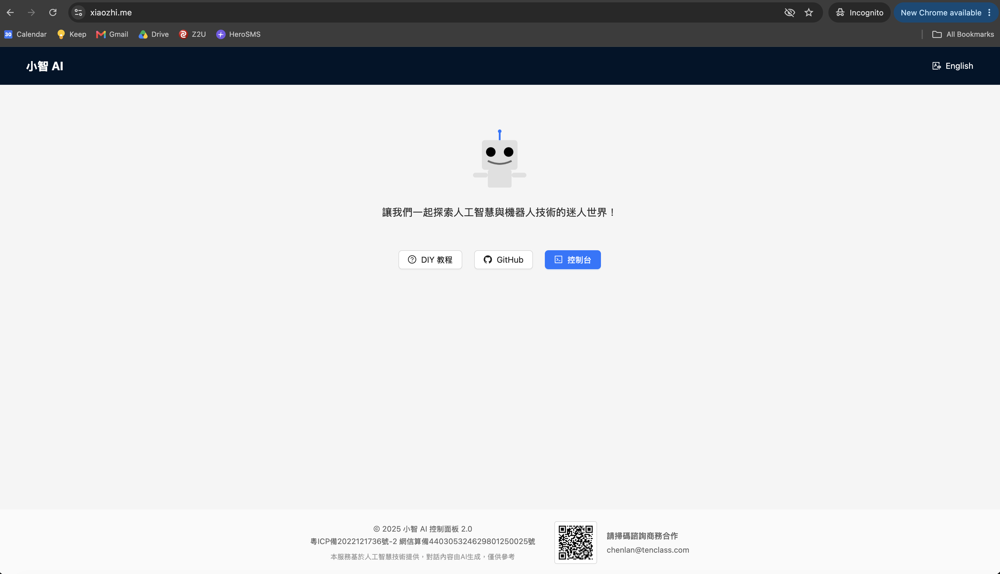 xiaozhi.me
Incognito
New Chrome available
30 Calendar
Keep
Gmail
Drive
Z2U
HeroSMS
All Bookmarks
小智 AI
English
讓我們一起探索人工智慧與機器人技術的迷人世界！
DIY 教程
GitHub
控制台
© 2025 小智 AI 控制面板 2.0
粵ICP備2022121736號-2 網信算備440305324629801250025號
本服務基於人工智慧技術提供，對話內容由AI生成，僅供參考
請掃碼諮詢商務合作
chenlan@tenclass.com